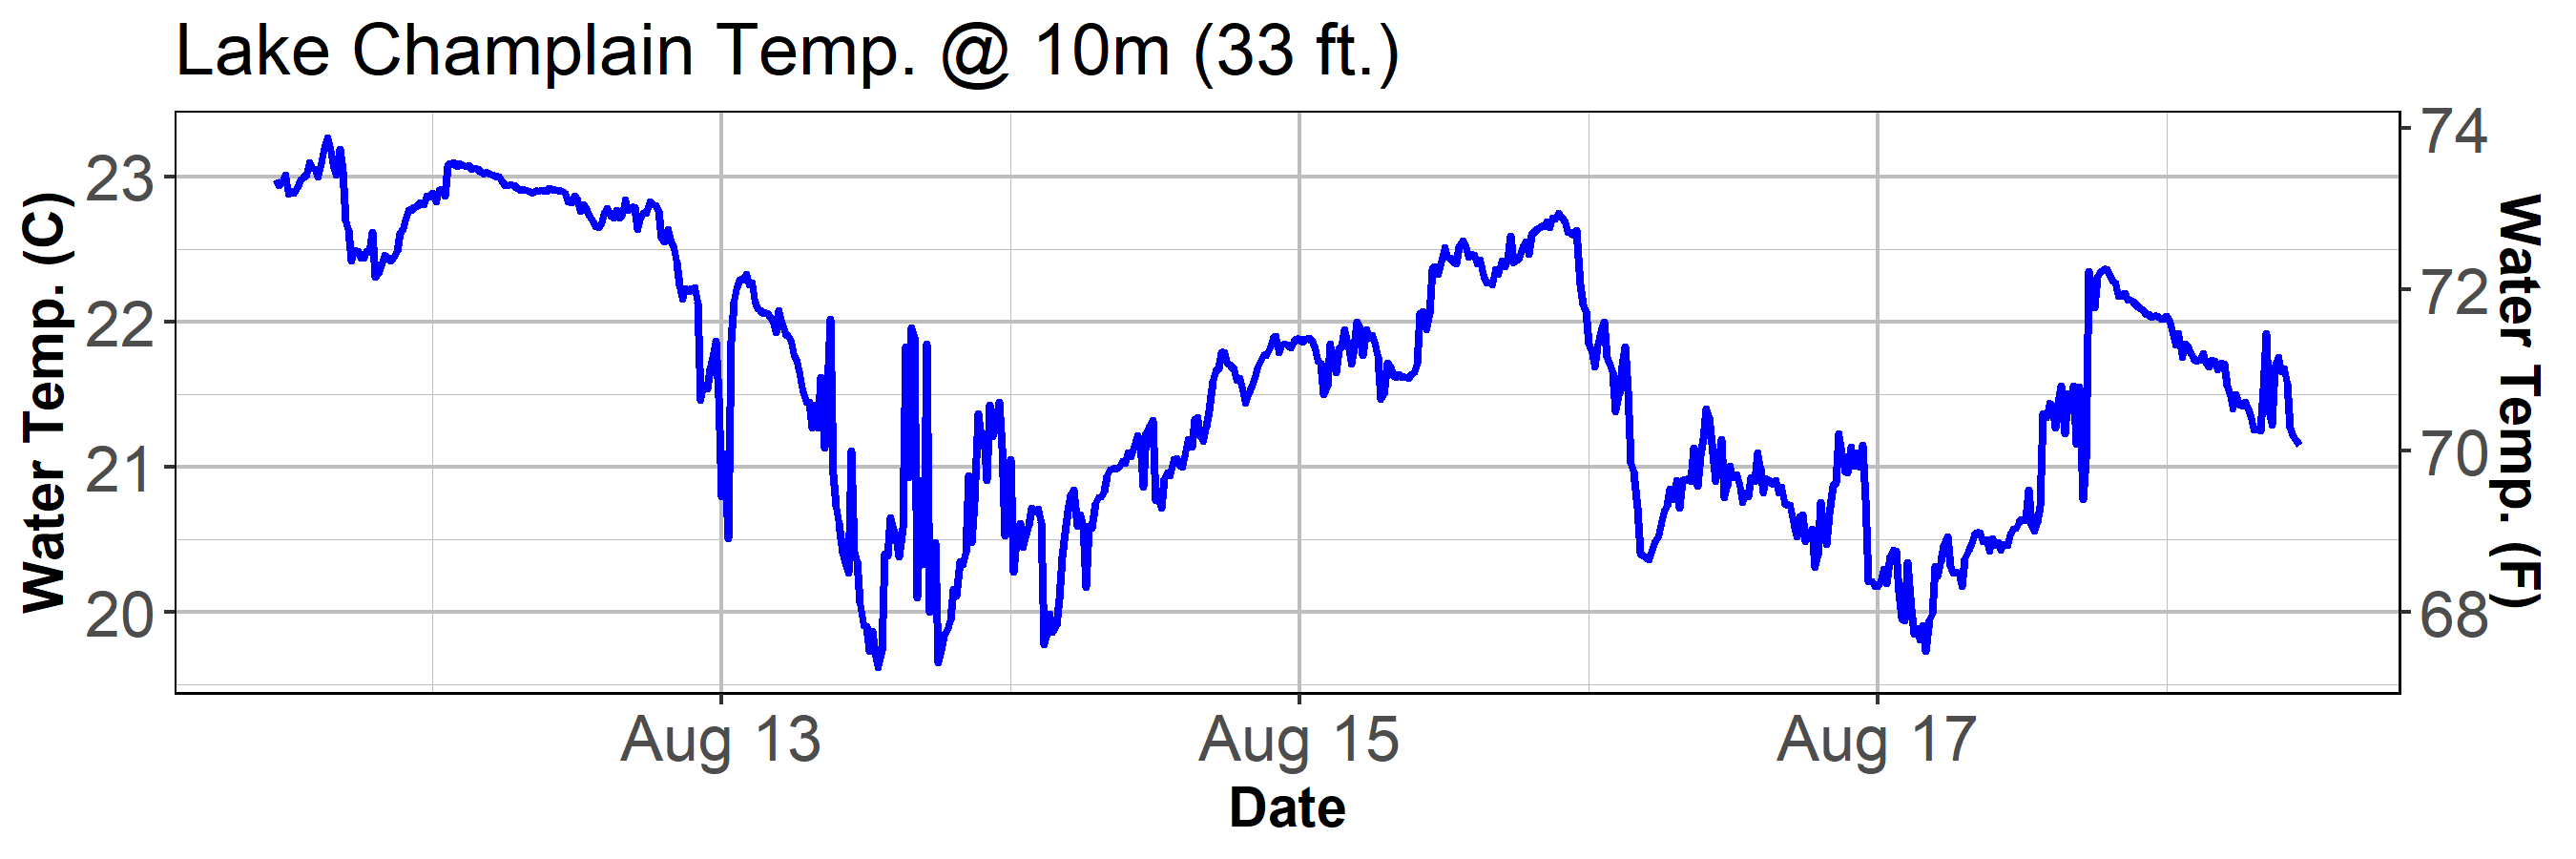 Lake Champlain Temp. @ 10m (33 ft.)
Water Temp. (C)
23
22
21
20
74
72
70
68
Water Temp. (F)
Aug 13
Aug 15
Aug 17
Date